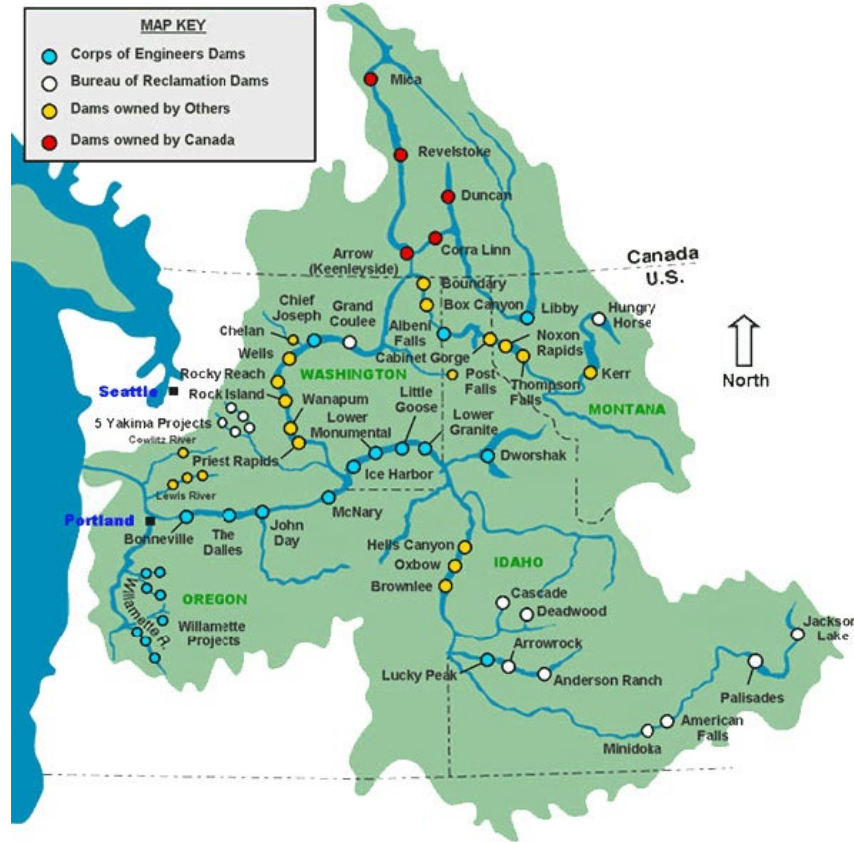 MAP KEY
Corps of Engineers Dams
Bureau of Reclamation Dams
Dams owned by Others
Dams owned by Canada
Mica
Revelstoke
Duncan
Corra Linn
Arrow
(Keenleyside)
Canada
U.S.
Boundary
Box Canyon
Libby
Hungry
Horse
Chief
Joseph
Grand
Coulee
Albeni
Falls
Chelan
Wells
Cabinet Gorge
Noxon
Rapids
Kerr
North
Rocky Reach
WASHINGTON
Post
Falls
Thompson
Falls
Seattle
Rock Island
Wanapum
Little
Goose
MONTANA
5 Yakima Projects
Lower
Monumental
Lower
Granite
Cowlitz River
Priest Rapids
Ice Harbor
Dworshak
Lewis River
Portland
Bonneville
The
Dalles
John
Day
McNary
Hells Canyon
Oxbow
Brownlee
IDAHO
Cascade
Deadwood
OREGON
Willamette R.
Willamette
Projects
Jackson
Lake
Arrowrock
Lucky Peak
Anderson Ranch
Palisades
American
Falls
Minidoka